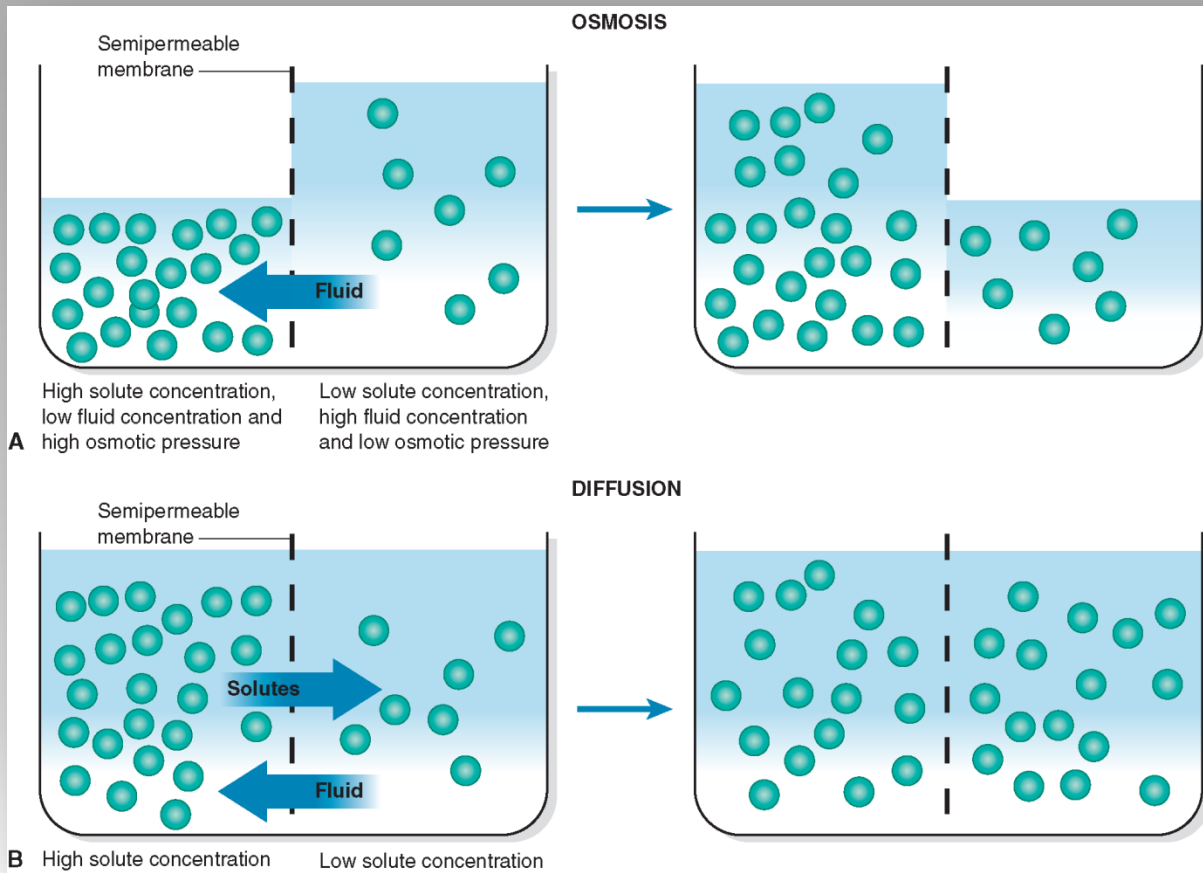 OSMOSIS
Semipermeable
membrane
Fluid
High solute concentration,
low fluid concentration and
high osmotic pressure
Low solute concentration,
high fluid concentration
and low osmotic pressure
A
DIFFUSION
Semipermeable
membrane
Solutes
Fluid
B
High solute concentration
Low solute concentration